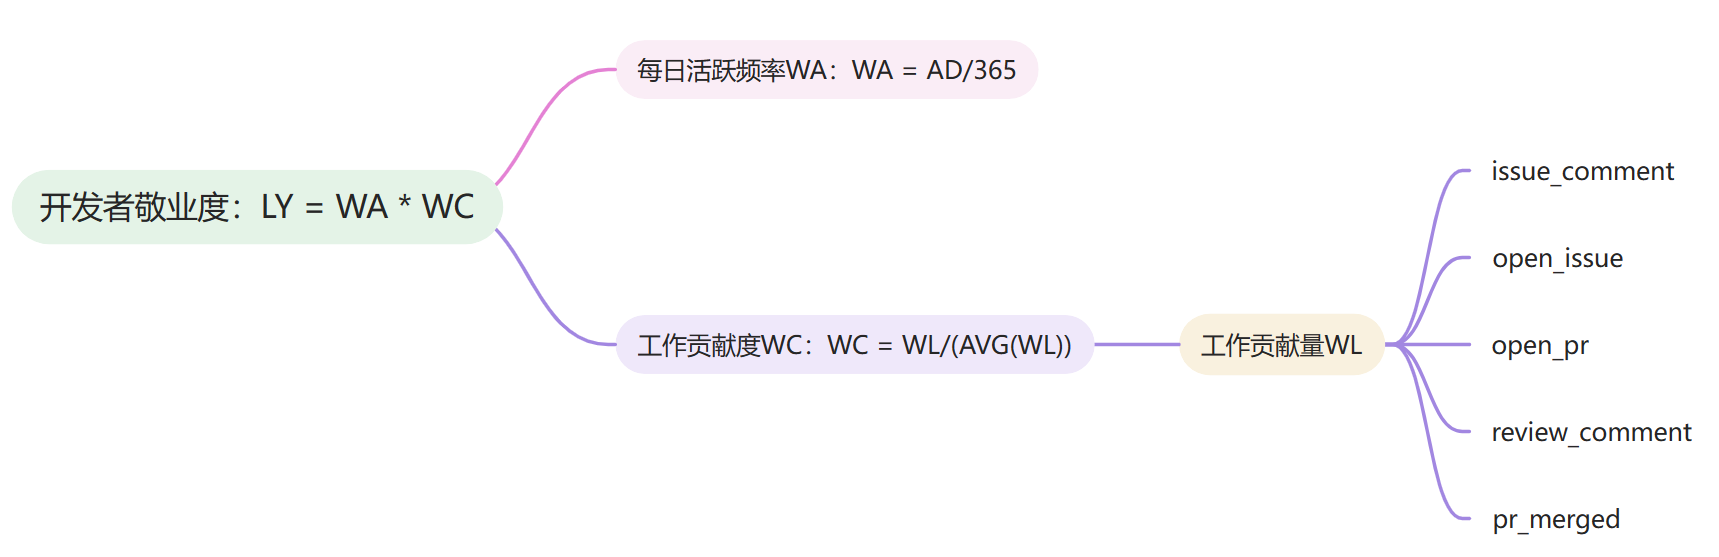 开发者敬业度：LY = WA * WC
每日活跃频率WA：WA = AD/365
工作贡献度WC：WC = WL/(AVG(WL))
工作贡献量WL
issue_comment
open_issue
open_pr
review_comment
pr_merged